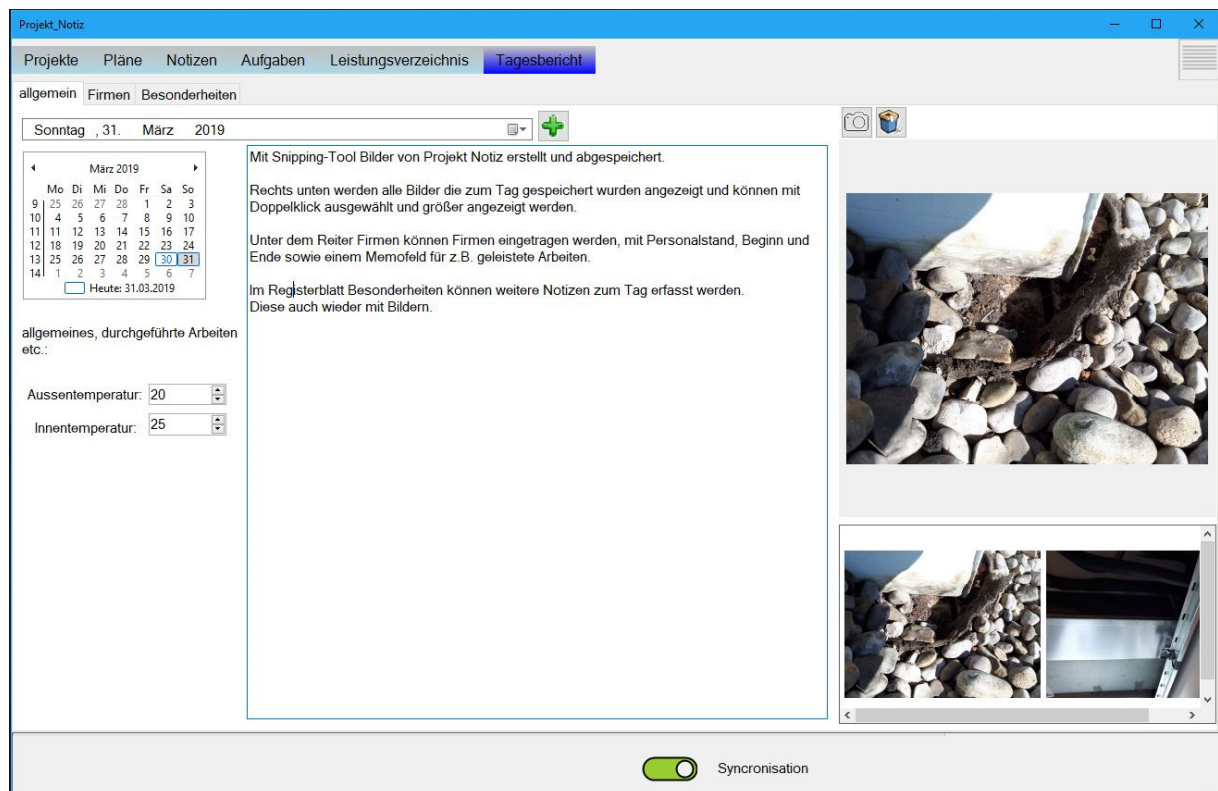 Projekt_Notiz
Projekte Pläne Notizen Aufgaben Leistungsverzeichnis Tagesbericht
allgemein Firmen Besonderheiten
Sonntag , 31. März 2019
März 2019
Mo Di Mi Do Fr Sa So
9 25 26 27 28 1 2 3
10 4 5 6 7 8 9 10
11 11 12 13 14 15 16 17
12 18 19 20 21 22 23 24
13 25 26 27 28 29 30 31
14 1 2 3 4 5 6 7
Heute: 31.03.2019
allgemeines, durchgeführte Arbeiten
etc.:
Aussentemperatur: 20
Innentemperatur: 25
Mit Snipping-Tool Bilder von Projekt Notiz erstellt und abgespeichert.
Rechts unten werden alle Bilder die zum Tag gespeichert wurden angezeigt und können mit
Doppelklick ausgewählt und größer angezeigt werden.
Unter dem Reiter Firmen können Firmen eingetragen werden, mit Personalstand, Beginn und
Ende sowie einem Memofeld für z.B. geleistete Arbeiten.
Im Registerblatt Besonderheiten können weitere Notizen zum Tag erfasst werden.
Diese auch wieder mit Bildern.
Syncronisation